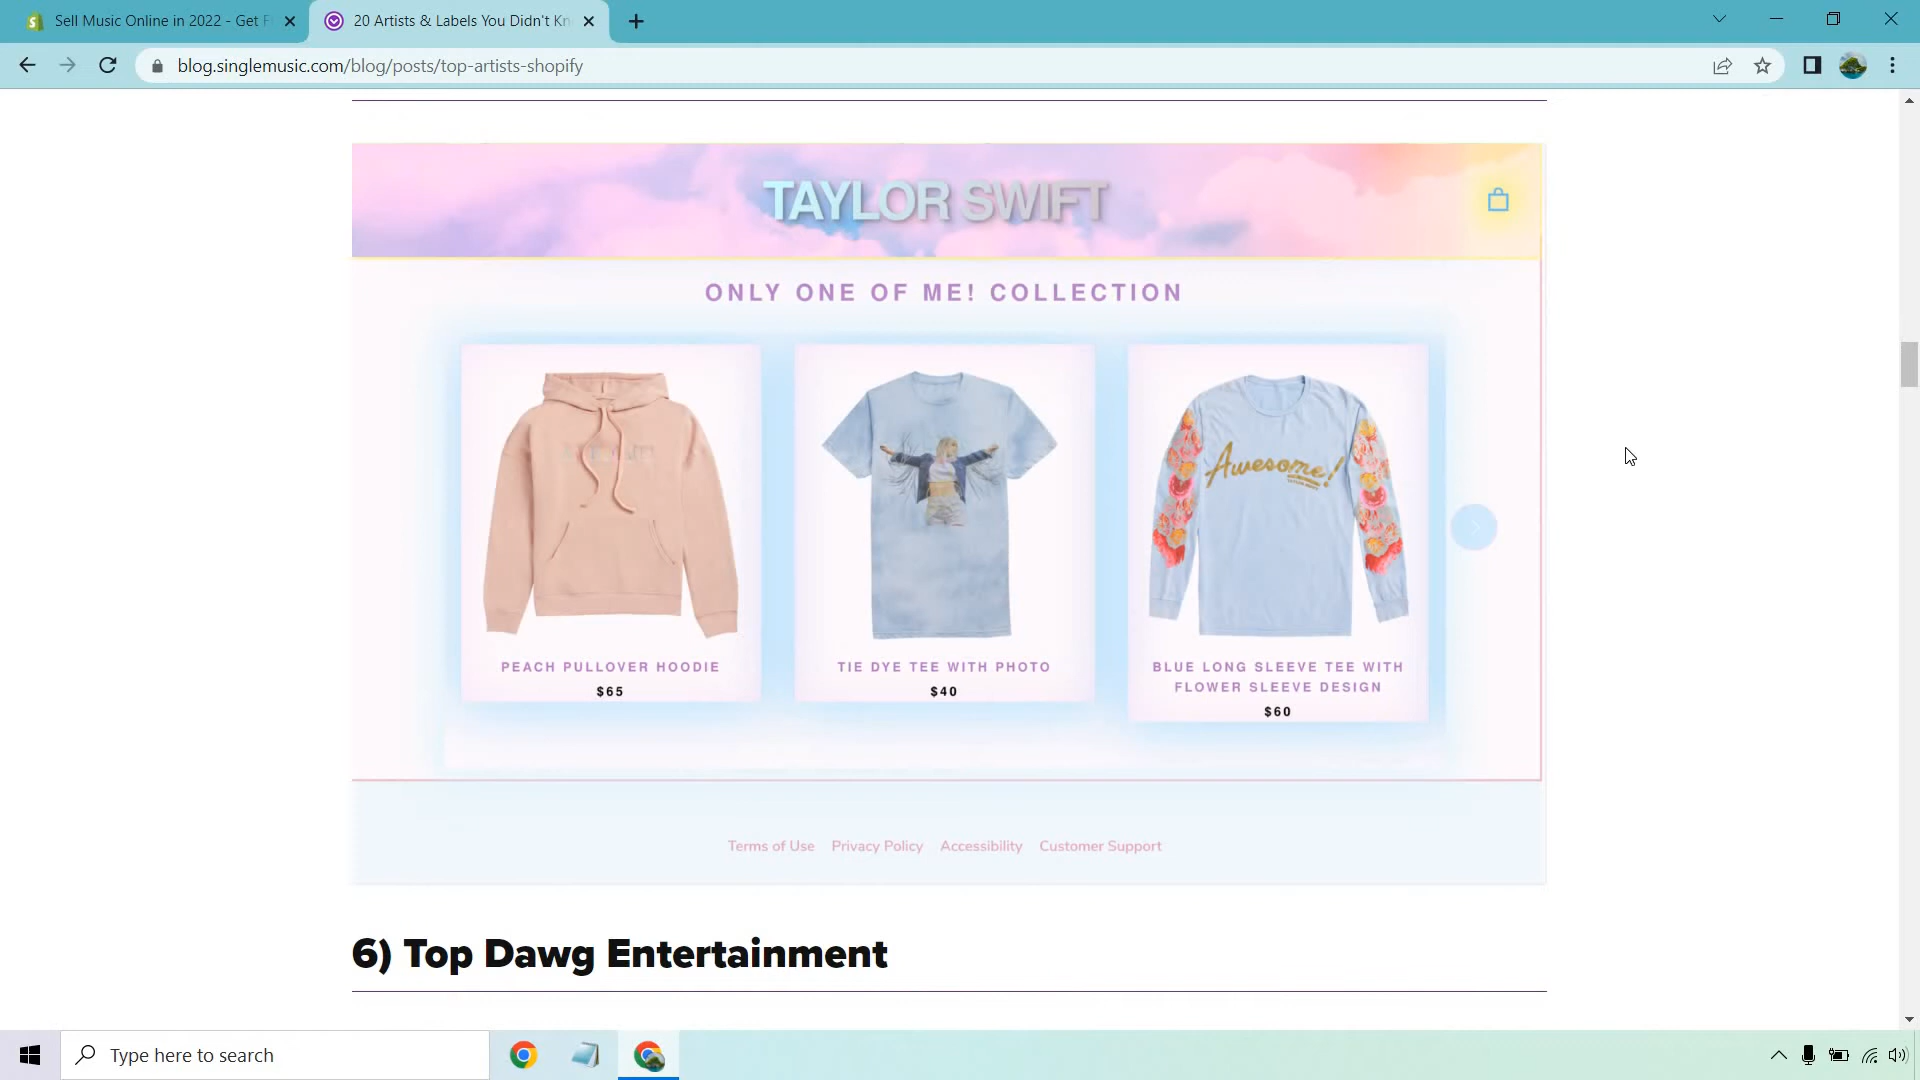 Sell Music Online in 2022 - Get F
20 Artists & Labels You Didn't Kn
blog.singlemusic.com/blog/posts/top-artists-shopify
TAYLOR SWIFT
ONLY ONE OF ME! COLLECTION
Awesome!
PEACH PULLOVER HOODIE
$65
TIE DYE TEE WITH PHOTO
$40
BLUE LONG SLEEVE TEE WITH
FLOWER SLEEVE DESIGN
$60
Terms of Use Privacy Policy Accessibility Customer Support
6) Top Dawg Entertainment
Type here to search